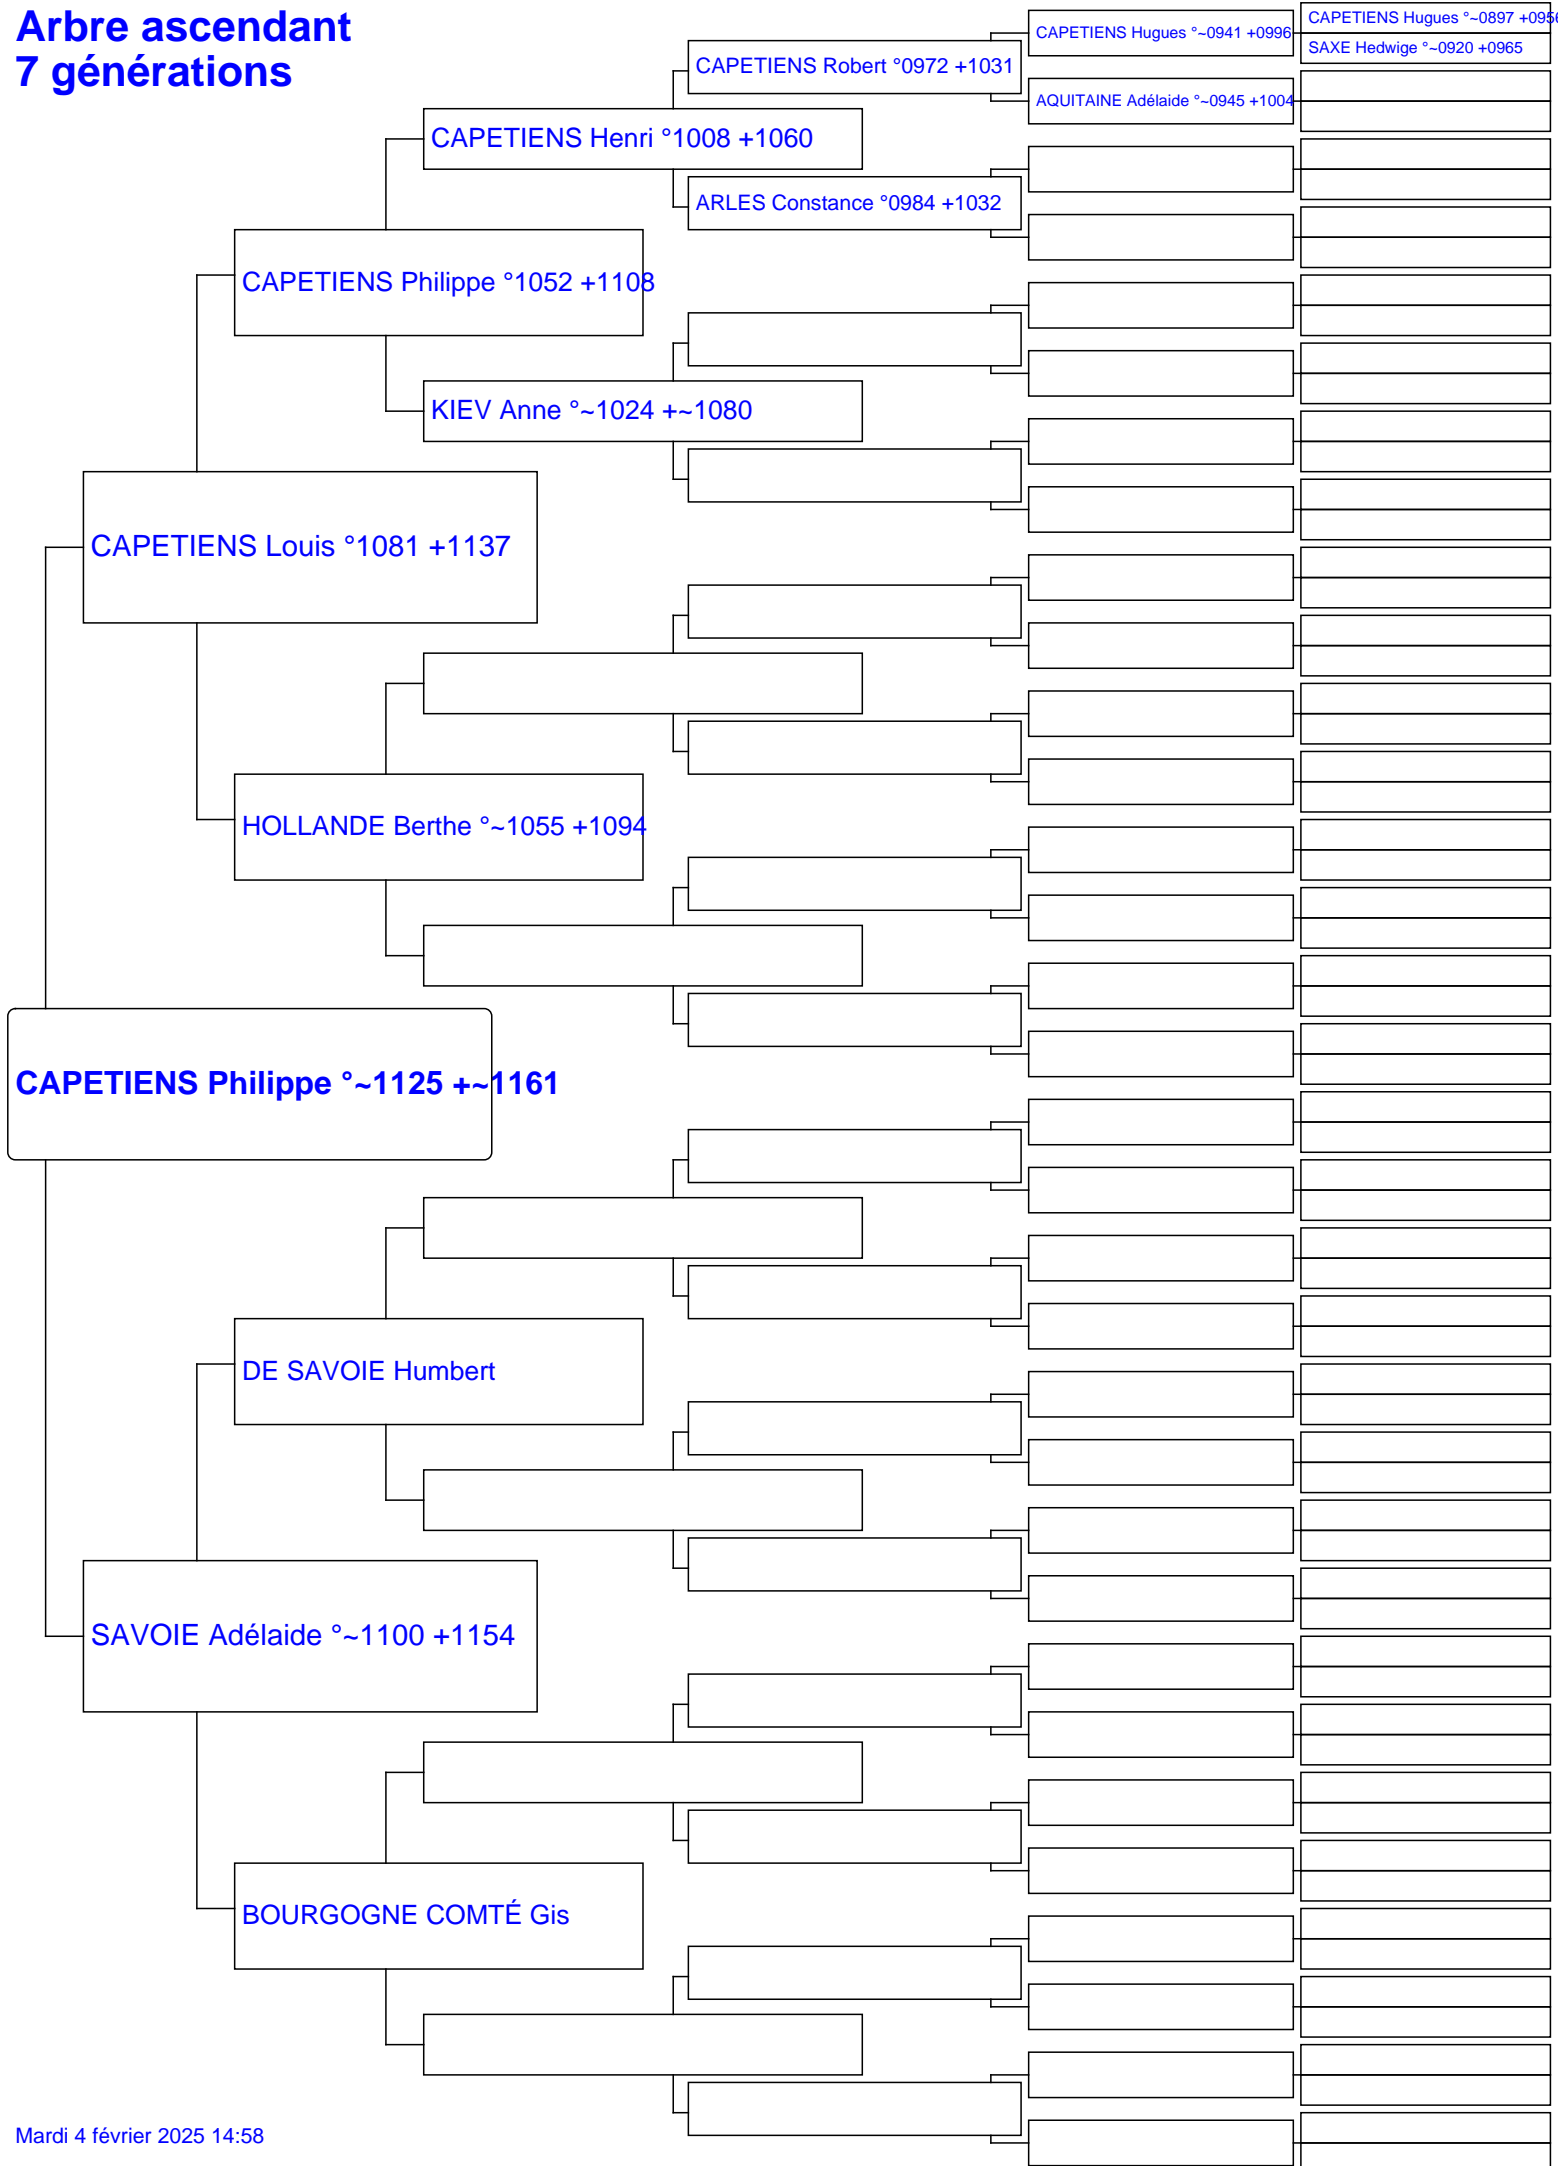 Arbre ascendant
7 générations
CAPETIENS Hugues °~0897 +0956
SAXE Hedwige °~0920 +0965
CAPETIENS Hugues °~0941 +0996
AQUITAINE Adélaide °~0945 +1004
CAPETIENS Robert °0972 +1031
ARLES Constance °0984 +1032
CAPETIENS Henri °1008 +1060
CAPETIENS Philippe °1052 +1108
KIEV Anne °~1024 +~1080
CAPETIENS Louis °1081 +1137
HOLLANDE Berthe °~1055 +1094
CAPETIENS Philippe °~1125 +~1161
DE SAVOIE Humbert
SAVOIE Adélaide °~1100 +1154
BOURGOGNE COMTÉ Gis
Mardi 4 février 2025 14:58